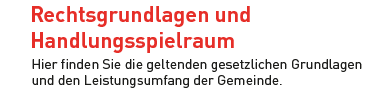 Rechtsgrundlagen und
Handlungsspielraum
Hier finden Sie die geltenden gesetzlichen Grundlagen
und den Leistungsumfang der Gemeinde.